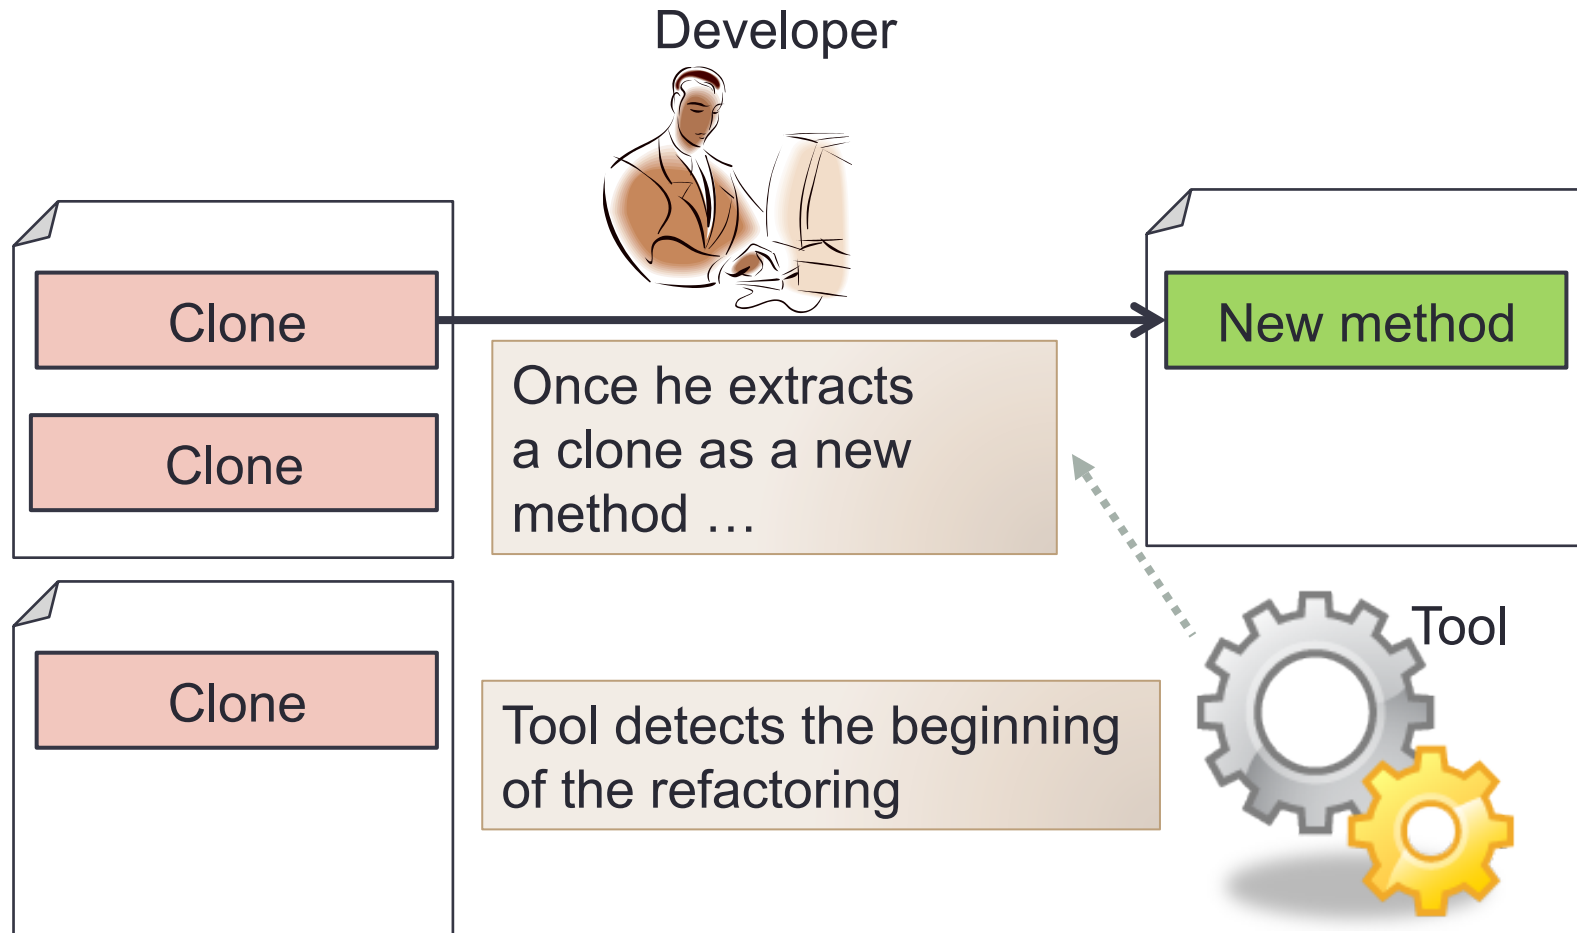 Developer
Clone
New method
Once he extracts
a clone as a new
method …
Clone
Tool
Clone
Tool detects the beginning
of the refactoring